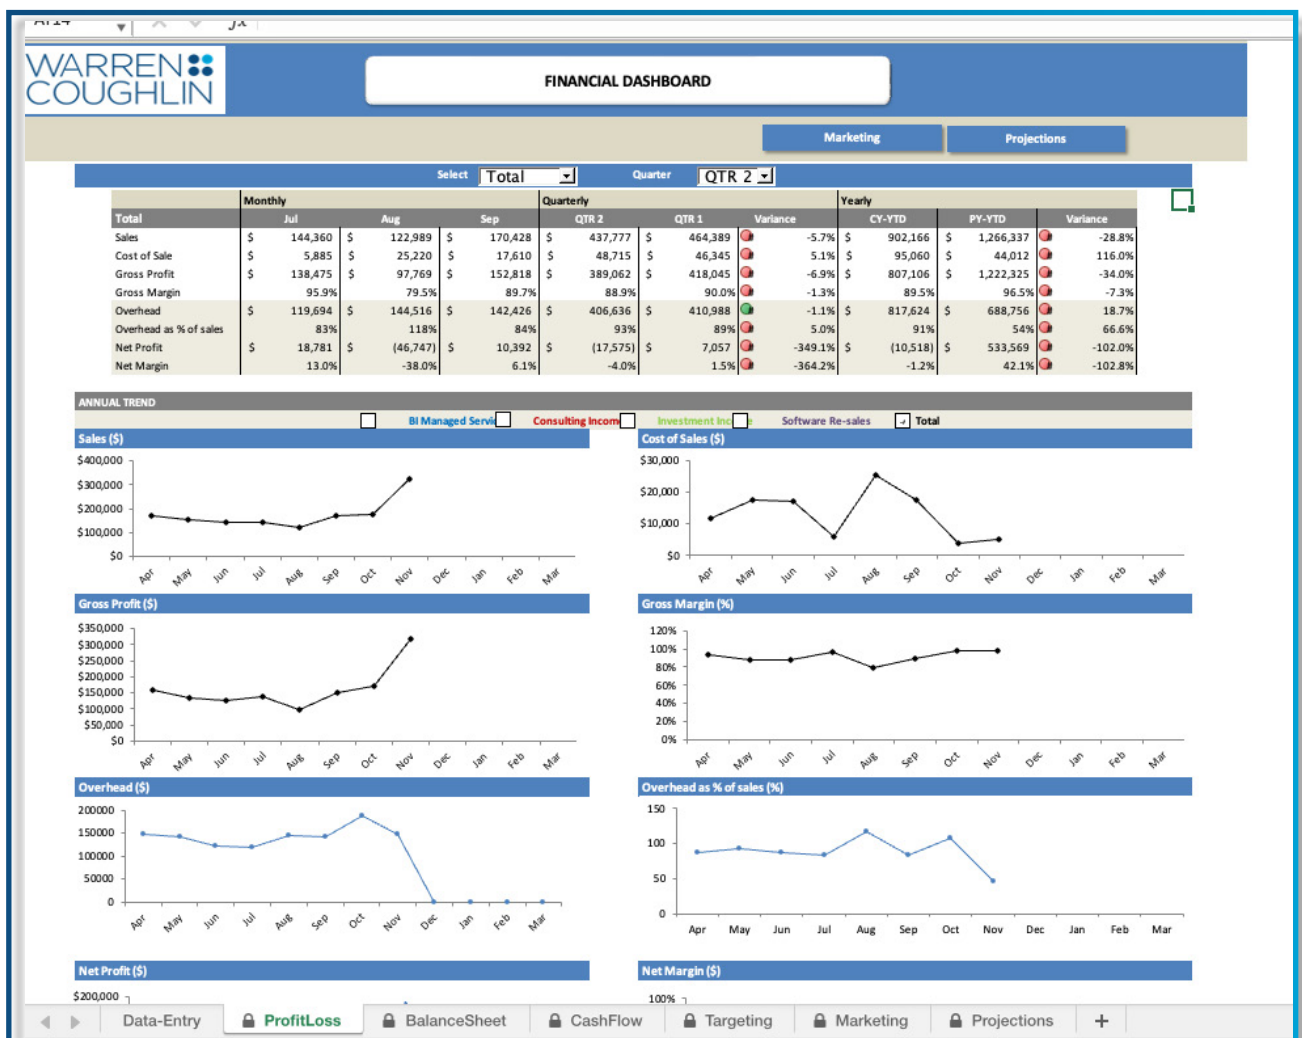 fx
WARREN
COUGHLIN
FINANCIAL DASHBOARD
Marketing Projections
Select Total Quarter QTR 2
Monthly Quarterly Yearly
Total Jul Aug Sep QTR 2 QTR 1 Variance CY-YTD PY-YTD Variance
Sales $ 144,360 $ 122,989 $ 170,428 $ 437,777 $ 464,389 -5.7% $ 902,166 $ 1,266,337 -28.8%
Cost of Sale $ 5,885 $ 25,220 $ 17,610 $ 48,715 $ 46,345 5.1% $ 95,060 $ 44,012 116.0%
Gross Profit $ 138,475 $ 97,769 $ 152,818 $ 389,062 $ 418,045 -6.9% $ 807,106 $ 1,222,325 -34.0%
Gross Margin 95.9% 79.5% 89.7% 88.9% 90.0% -1.3% 89.5% 96.5% -7.3%
Overhead $ 119,694 $ 144,516 $ 142,426 $ 406,636 $ 410,988 -1.1% $ 817,624 $ 688,756 18.7%
Overhead as % of sales 83% 118% 84% 93% 89% 5.0% 91% 54% 66.6%
Net Profit $ 18,781 $ (46,747) $ 10,392 $ (17,575) $ 7,057 -349.1% $ (10,518) $ 533,569 -102.0%
Net Margin 13.0% -38.0% 6.1% -4.0% 1.5% -364.2% -1.2% 42.1% -102.8%
ANNUAL TREND
BI Managed Servi Consulting Incom Investment Inc Software Re-sales Total
Sales ($)
$400,000
$300,000
$200,000
$100,000
$0
Apr May Jun Jul Aug Sep Oct Nov Dec Jan Feb Mar
Cost of Sales ($)
$30,000
$20,000
$10,000
$0
Apr May Jun Jul Aug Sep Oct Nov Dec Jan Feb Mar
Gross Profit ($)
$350,000
$300,000
$250,000
$200,000
$150,000
$100,000
$50,000
$0
Apr May Jun Jul Aug Sep Oct Nov Dec Jan Feb Mar
Gross Margin (%)
120%
100%
80%
60%
40%
20%
0%
Apr May Jun Jul Aug Sep Oct Nov Dec Jan Feb Mar
Overhead ($)
200000
150000
100000
50000
0
Apr May Jun Jul Aug Sep Oct Nov Dec Jan Feb Mar
Overhead as % of sales (%)
150
100
50
0
Apr May Jun Jul Aug Sep Oct Nov Dec Jan Feb Mar
Net Profit ($)
$200,000
Net Margin ($)
100%
Data-Entry ProfitLoss BalanceSheet CashFlow Targeting Marketing Projections +